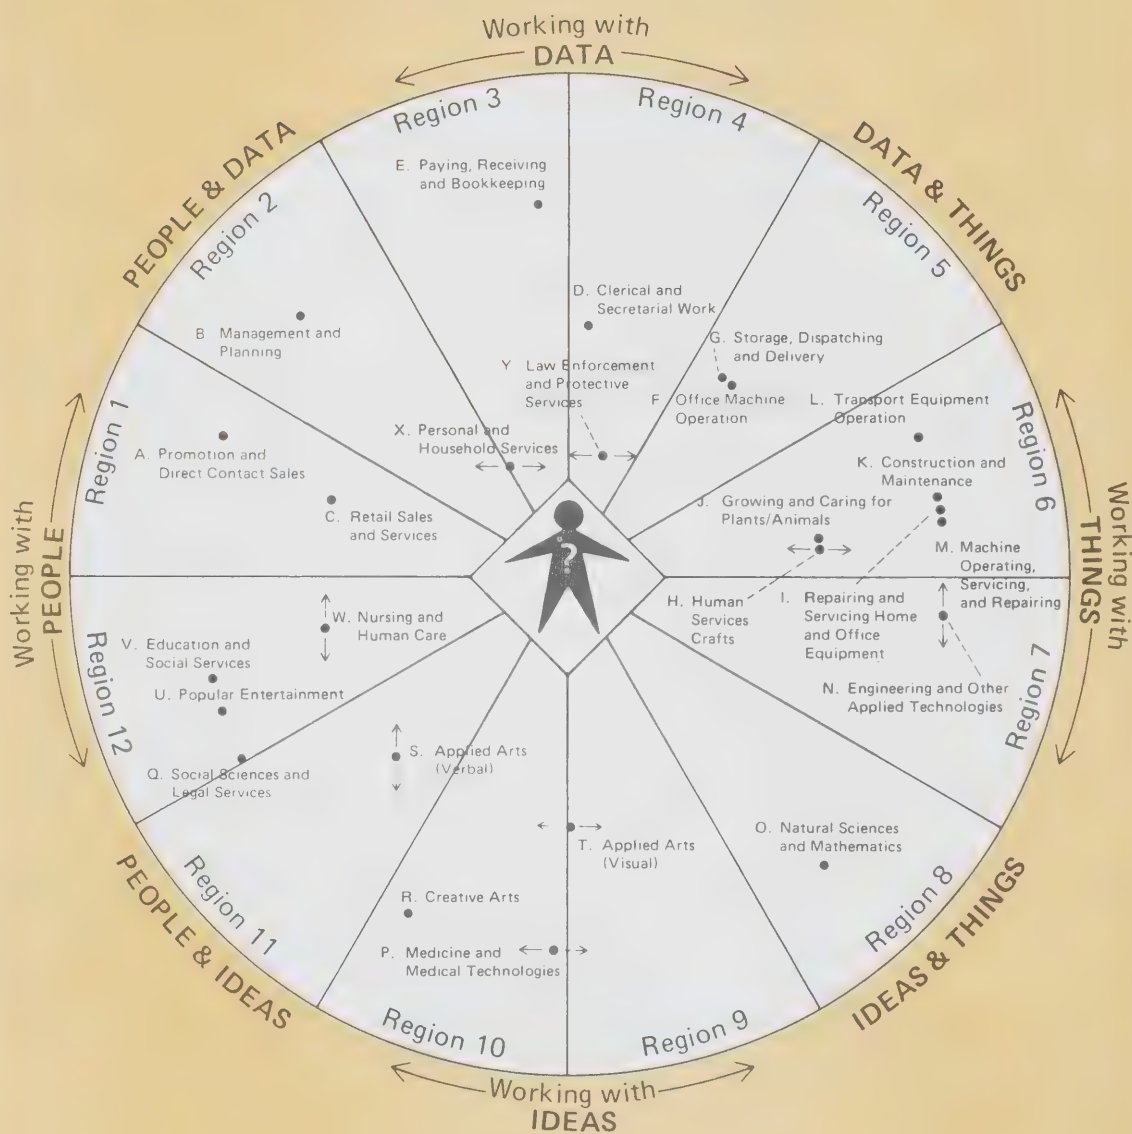 Working with
DATA
Region 3
Region 4
PEOPLE & DATA
Region 2
DATA & THINGS
Region 5
E. Paying, Receiving
and Bookkeeping
D. Clerical and
Secretarial Work
B Management and
Planning
G. Storage, Dispatching
and Delivery
Y Law Enforcement
and Protective
Services
F Office Machine
Operation
L. Transport Equipment
Operation
Region 1
Region 6
X. Personal and
Household Services
A. Promotion and
Direct Contact Sales
K. Construction and
Maintenance
J. Growing and Caring for
Plants/Animals
C. Retail Sales
and Services
Working with
PEOPLE
Working with
THINGS
?
M. Machine
Operating,
Servicing,
and Repairing
H. Human
Services
Crafts
I. Repairing and
Servicing Home
and Office
Equipment
W. Nursing and
Human Care
V. Education and
Social Services
U. Popular Entertainment
N. Engineering and Other
Applied Technologies
Region 12
Region 7
S. Applied Arts
(Verbal)
Q. Social Sciences and
Legal Services
O. Natural Sciences
and Mathematics
T. Applied Arts
(Visual)
R. Creative Arts
P. Medicine and
Medical Technologies
Region 11
PEOPLE & IDEAS
Region 8
IDEAS & THINGS
Region 10
Region 9
Working with
IDEAS